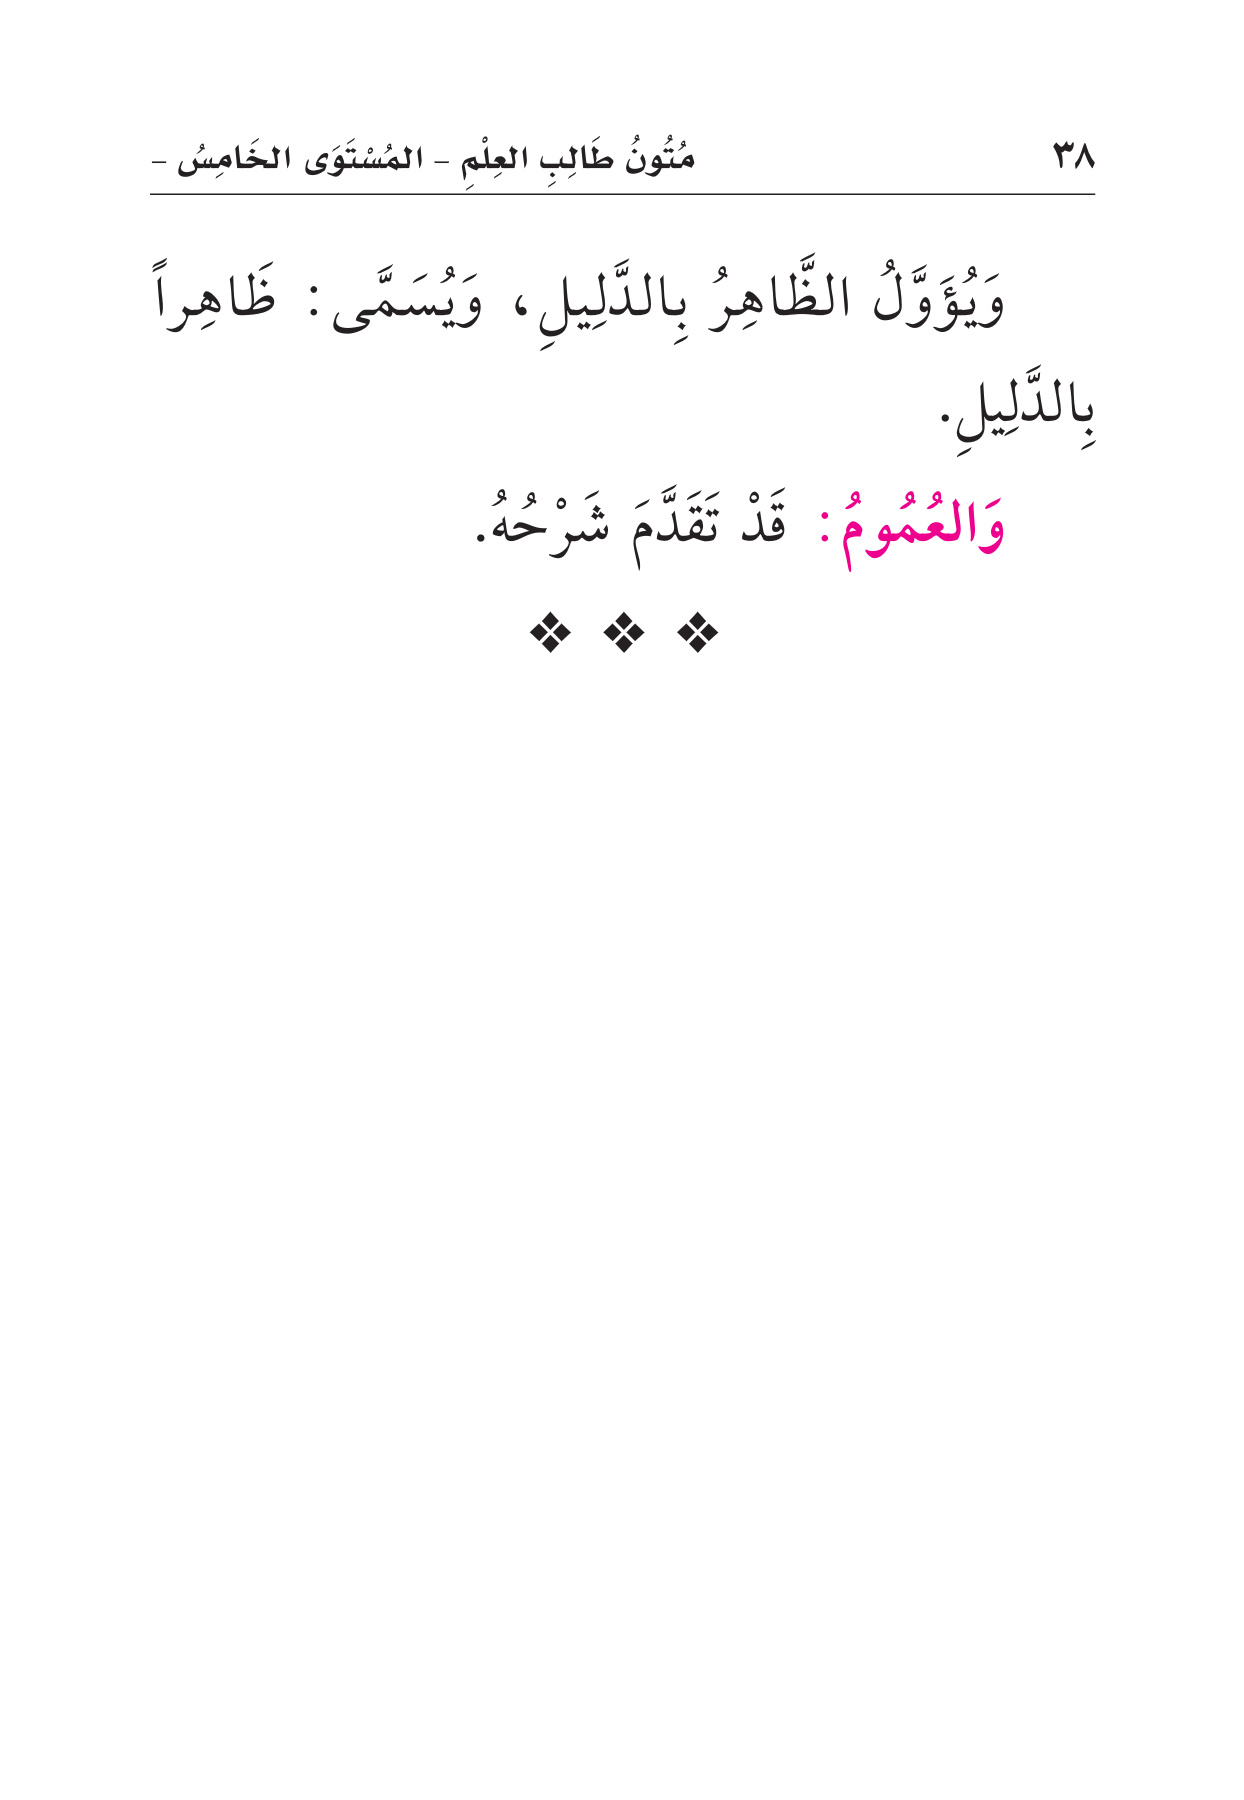 ٣٨ مُتُونُ طَالِبِ العِلْمِ – المُسْتَوَى الخَامِسُ –
وَيُؤَوَّلُ الظَّاهِرُ بِالدَّلِيلِ، وَيُسَمَّى: ظَاهِراً
بِالدَّلِيلِ.
وَالعُمُومُ: قَدْ تَقَدَّمَ شَرْحُهُ.